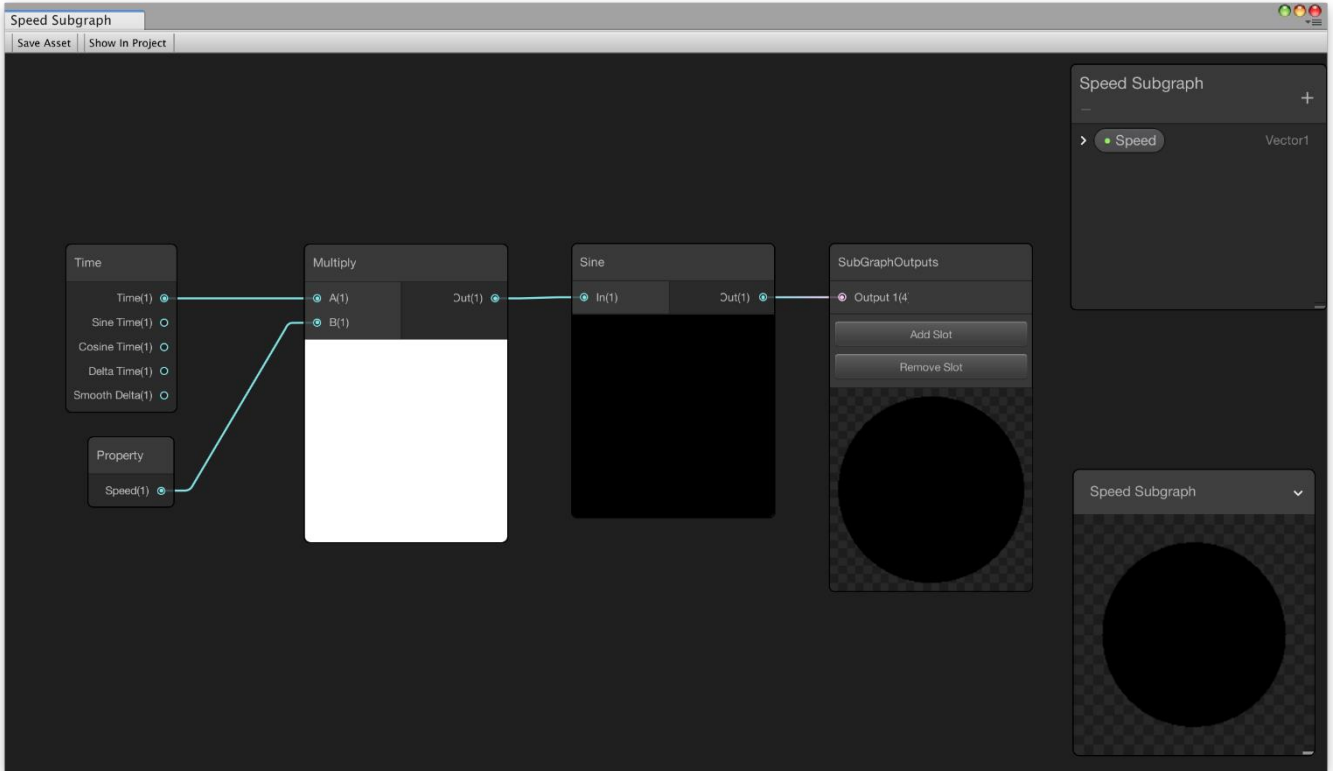 Speed Subgraph
Save Asset
Show In Project
Speed Subgraph
+
Speed
Vector1
Time
Time(1)
Sine Time(1)
Cosine Time(1)
Delta Time(1)
Smooth Delta(1)
Property
Speed(1)
Multiply
A(1)
Out(1)
B(1)
Sine
In(1)
Out(1)
SubGraphOutputs
Output 1(4)
Add Slot
Remove Slot
Speed Subgraph